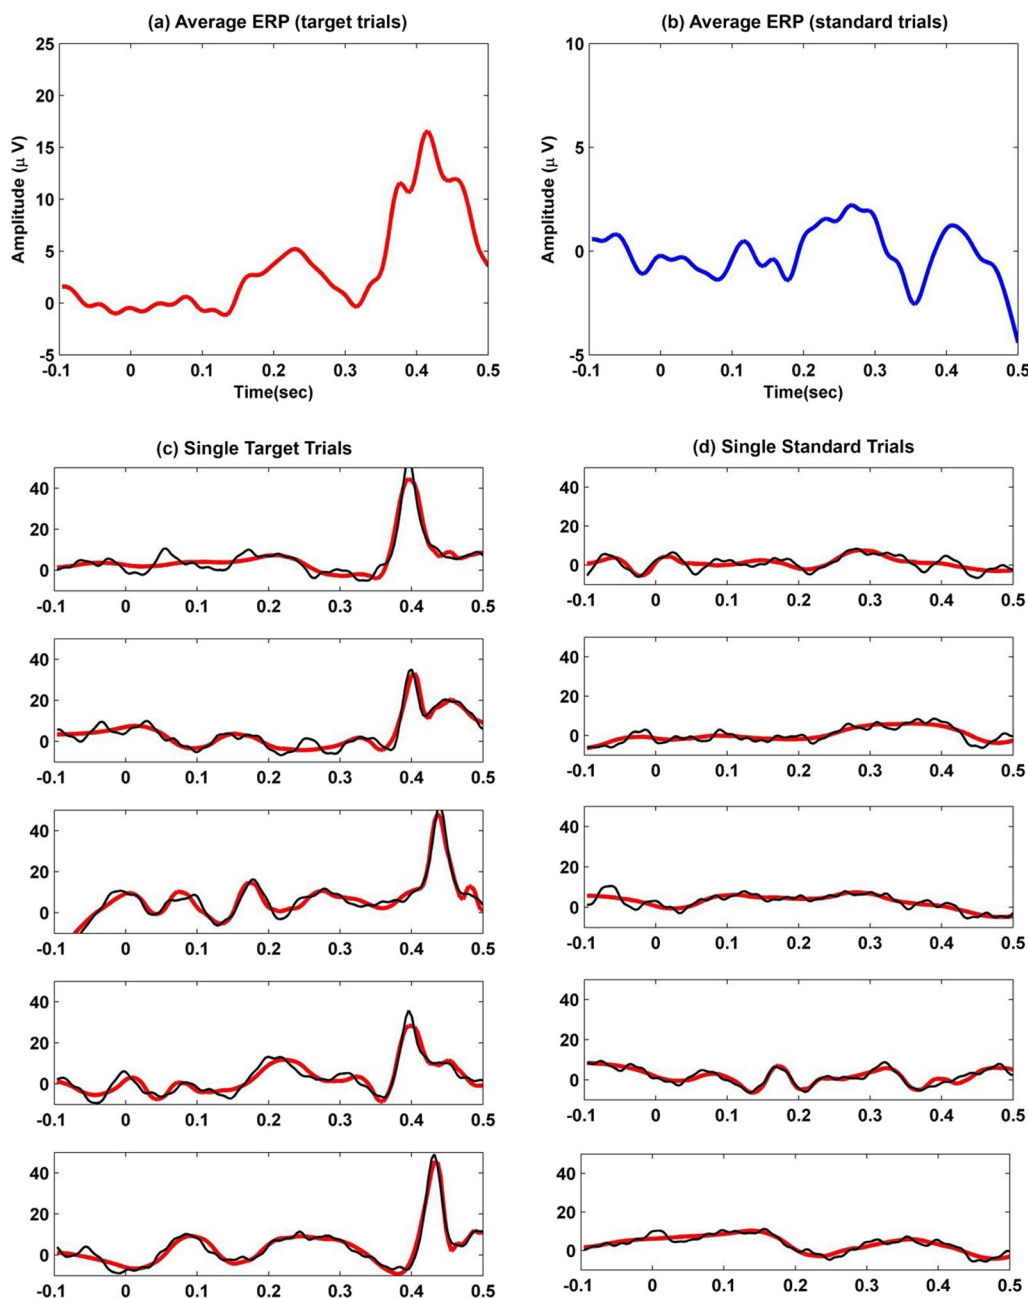 (a) Average ERP (target trials)
25
20
15
10
5
0
-5
Amplitude (μ V)
-0.1 0 0.1 0.2 0.3 0.4 0.5
Time(sec)
(b) Average ERP (standard trials)
10
5
0
-5
Amplitude (μ V)
-0.1 0 0.1 0.2 0.3 0.4 0.5
Time(sec)
(c) Single Target Trials
40
20
0
-0.1 0 0.1 0.2 0.3 0.4 0.5
40
20
0
-0.1 0 0.1 0.2 0.3 0.4 0.5
40
20
0
-0.1 0 0.1 0.2 0.3 0.4 0.5
40
20
0
-0.1 0 0.1 0.2 0.3 0.4 0.5
40
20
0
-0.1 0 0.1 0.2 0.3 0.4 0.5
(d) Single Standard Trials
40
20
0
-0.1 0 0.1 0.2 0.3 0.4 0.5
40
20
0
-0.1 0 0.1 0.2 0.3 0.4 0.5
40
20
0
-0.1 0 0.1 0.2 0.3 0.4 0.5
40
20
0
-0.1 0 0.1 0.2 0.3 0.4 0.5
40
20
0
-0.1 0 0.1 0.2 0.3 0.4 0.5